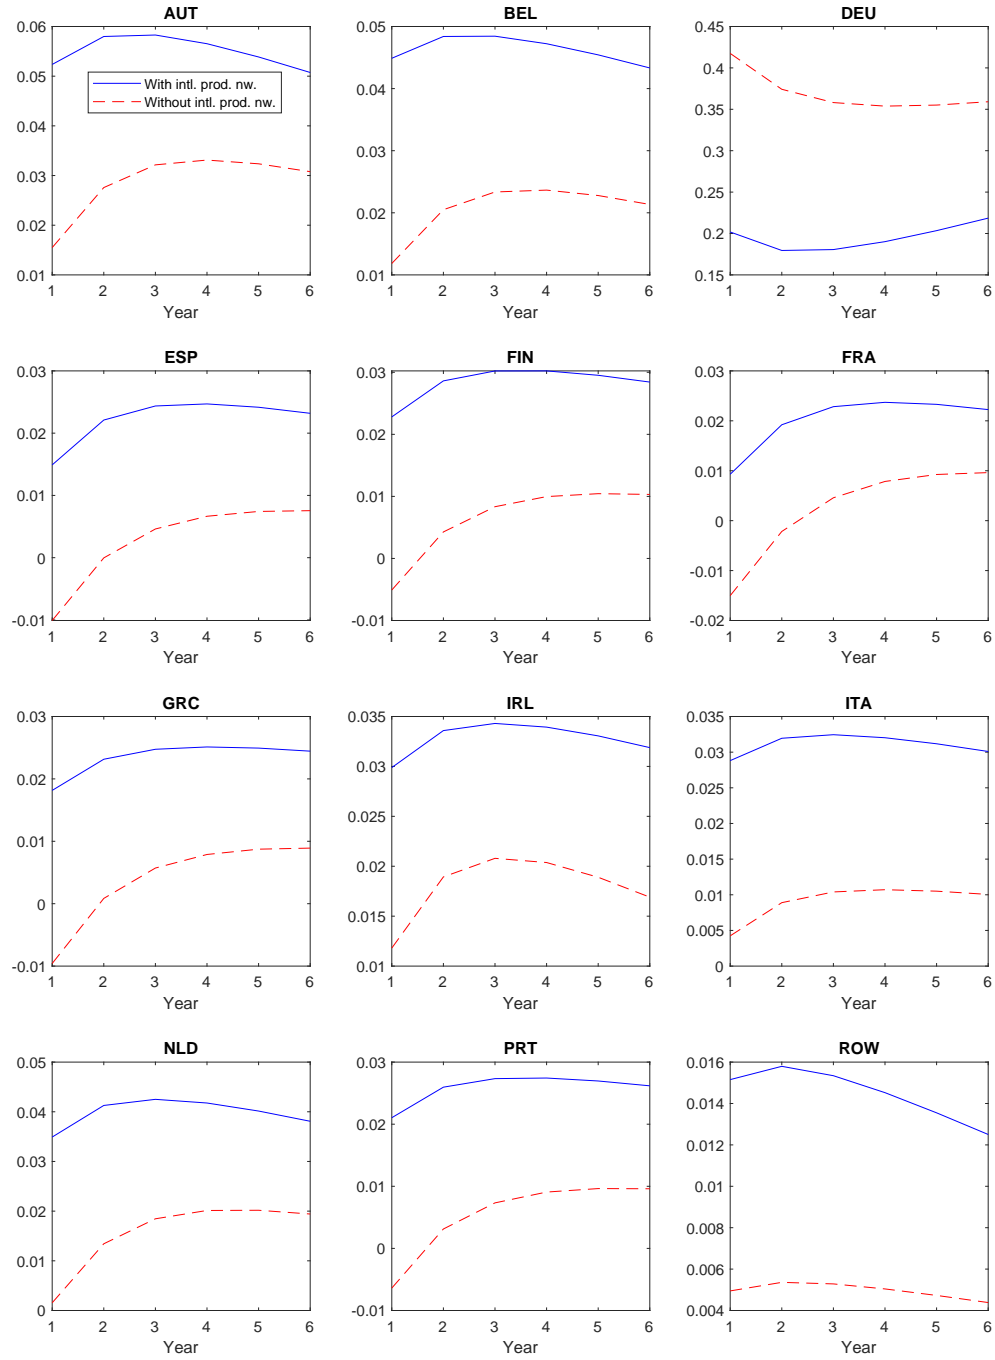 AUT
0.06
0.05
0.04
0.03
0.02
0.01
With intl. prod. nw.
Without intl. prod. nw.
1 2 3 4 5 6
Year
BEL
0.05
0.04
0.03
0.02
0.01
1 2 3 4 5 6
Year
DEU
0.45
0.4
0.35
0.3
0.25
0.2
0.15
1 2 3 4 5 6
Year
ESP
0.03
0.02
0.01
0
-0.01
1 2 3 4 5 6
Year
FIN
0.03
0.02
0.01
0
-0.01
1 2 3 4 5 6
Year
FRA
0.03
0.02
0.01
0
-0.01
-0.02
1 2 3 4 5 6
Year
GRC
0.03
0.02
0.01
0
-0.01
1 2 3 4 5 6
Year
IRL
0.035
0.03
0.025
0.02
0.015
0.01
1 2 3 4 5 6
Year
ITA
0.035
0.03
0.025
0.02
0.015
0.01
0.005
0
1 2 3 4 5 6
Year
NLD
0.05
0.04
0.03
0.02
0.01
0
1 2 3 4 5 6
Year
PRT
0.03
0.02
0.01
0
-0.01
1 2 3 4 5 6
Year
ROW
0.016
0.014
0.012
0.01
0.008
0.006
0.004
1 2 3 4 5 6
Year